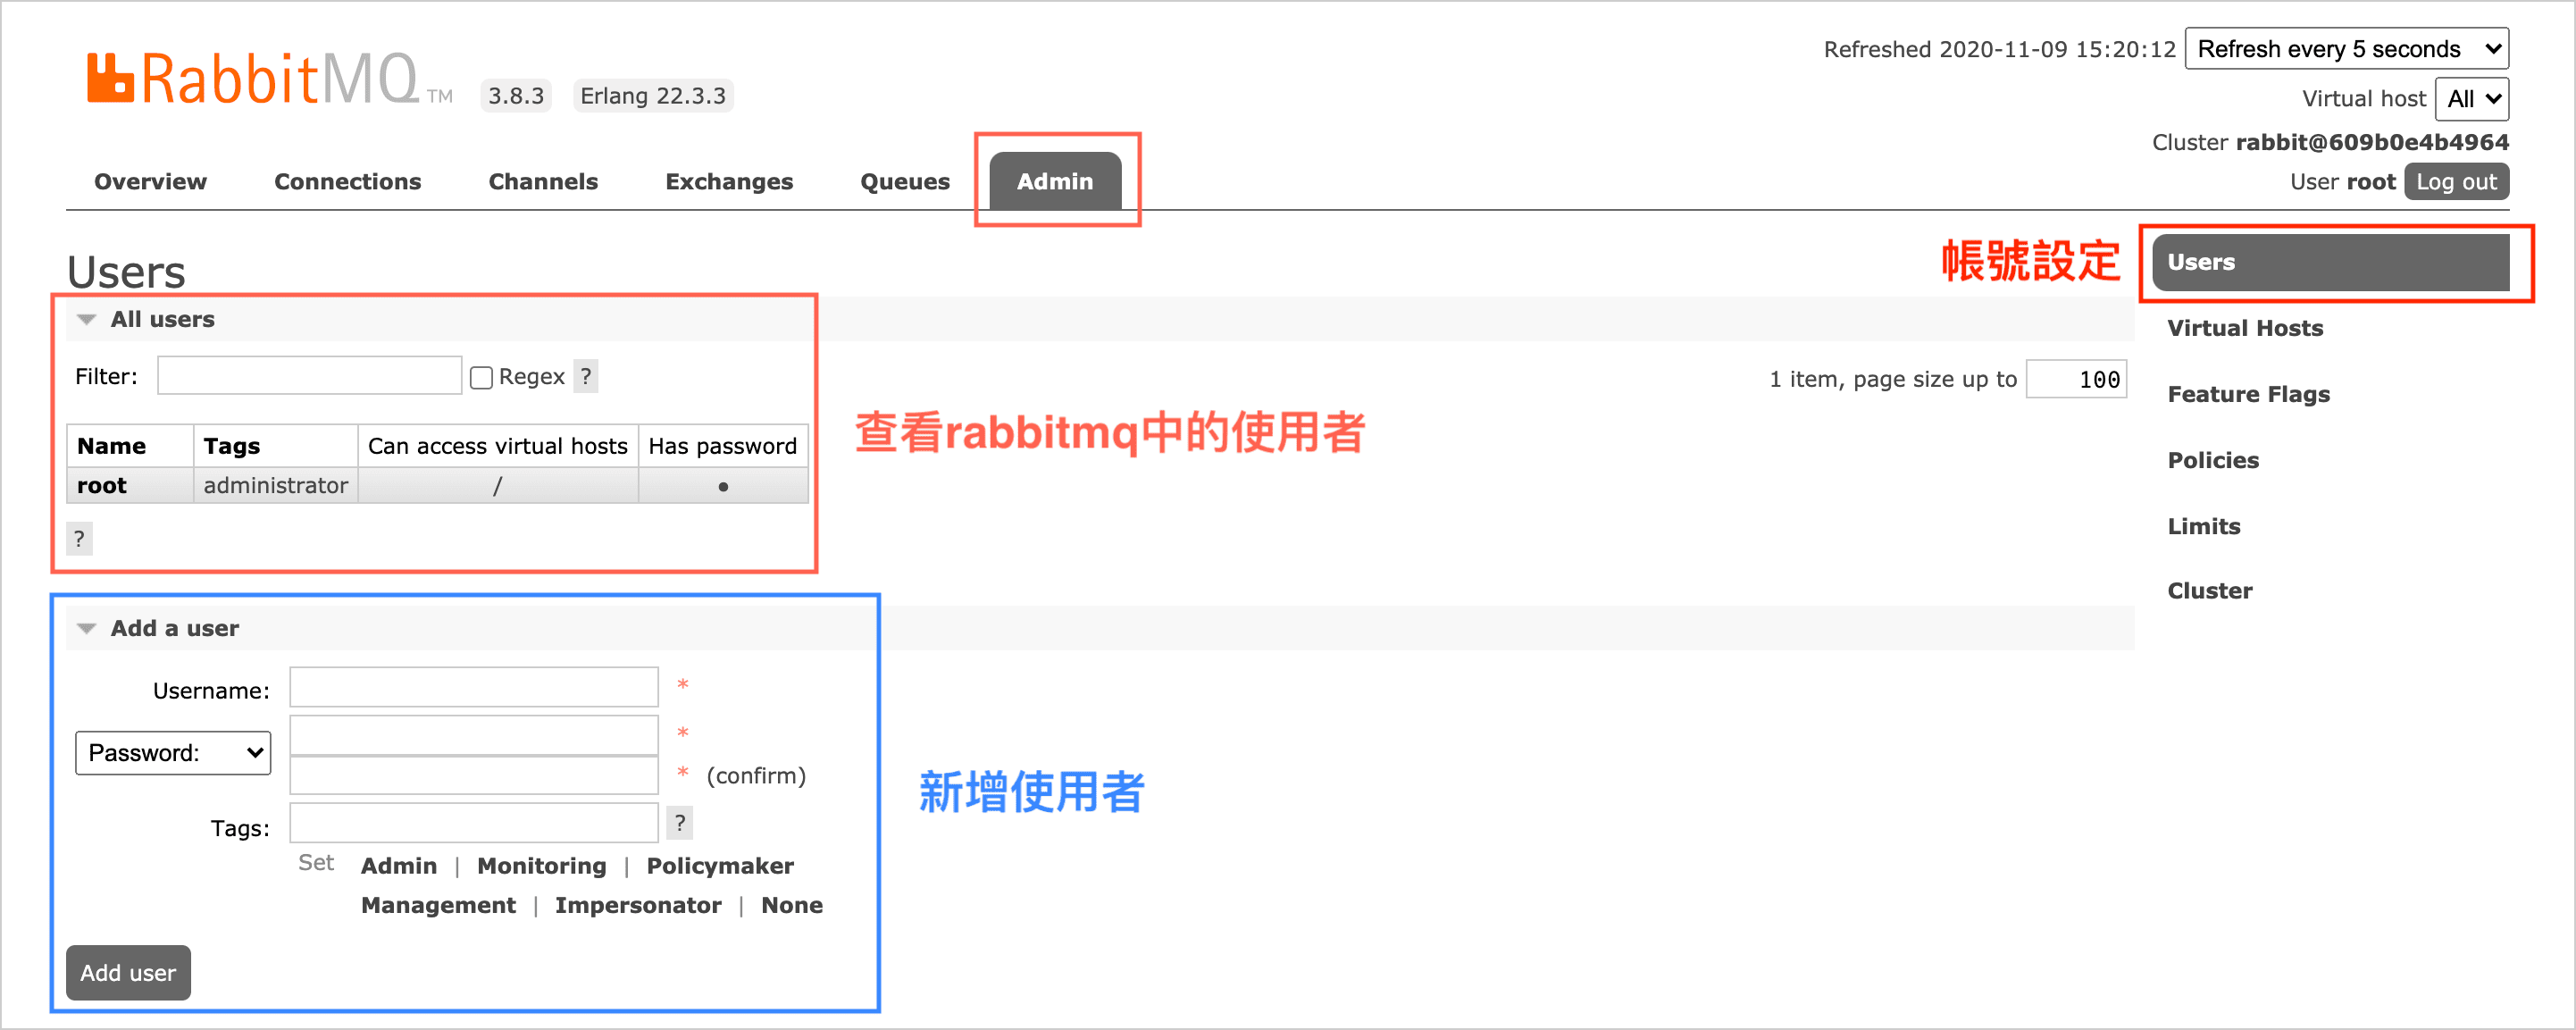 Refreshed 2020-11-09 15:20:12 Refresh every 5 seconds
RabbitMQ TM 3.8.3 Erlang 22.3.3
Virtual host All
Cluster rabbit@609b0e4b4964
User root Log out
Overview Connections Channels Exchanges Queues Admin
帳號設定
Users
Virtual Hosts
Feature Flags
Policies
Limits
Cluster
Users
All users
Filter: Regex ?
1 item, page size up to 100
Name Tags Can access virtual hosts Has password
root administrator / •
?
查看rabbitmq中的使用者
Add a user
Username: *
Password: *
* (confirm)
Tags: ?
Set Admin | Monitoring | Policymaker
Management | Impersonator | None
Add user
新增使用者